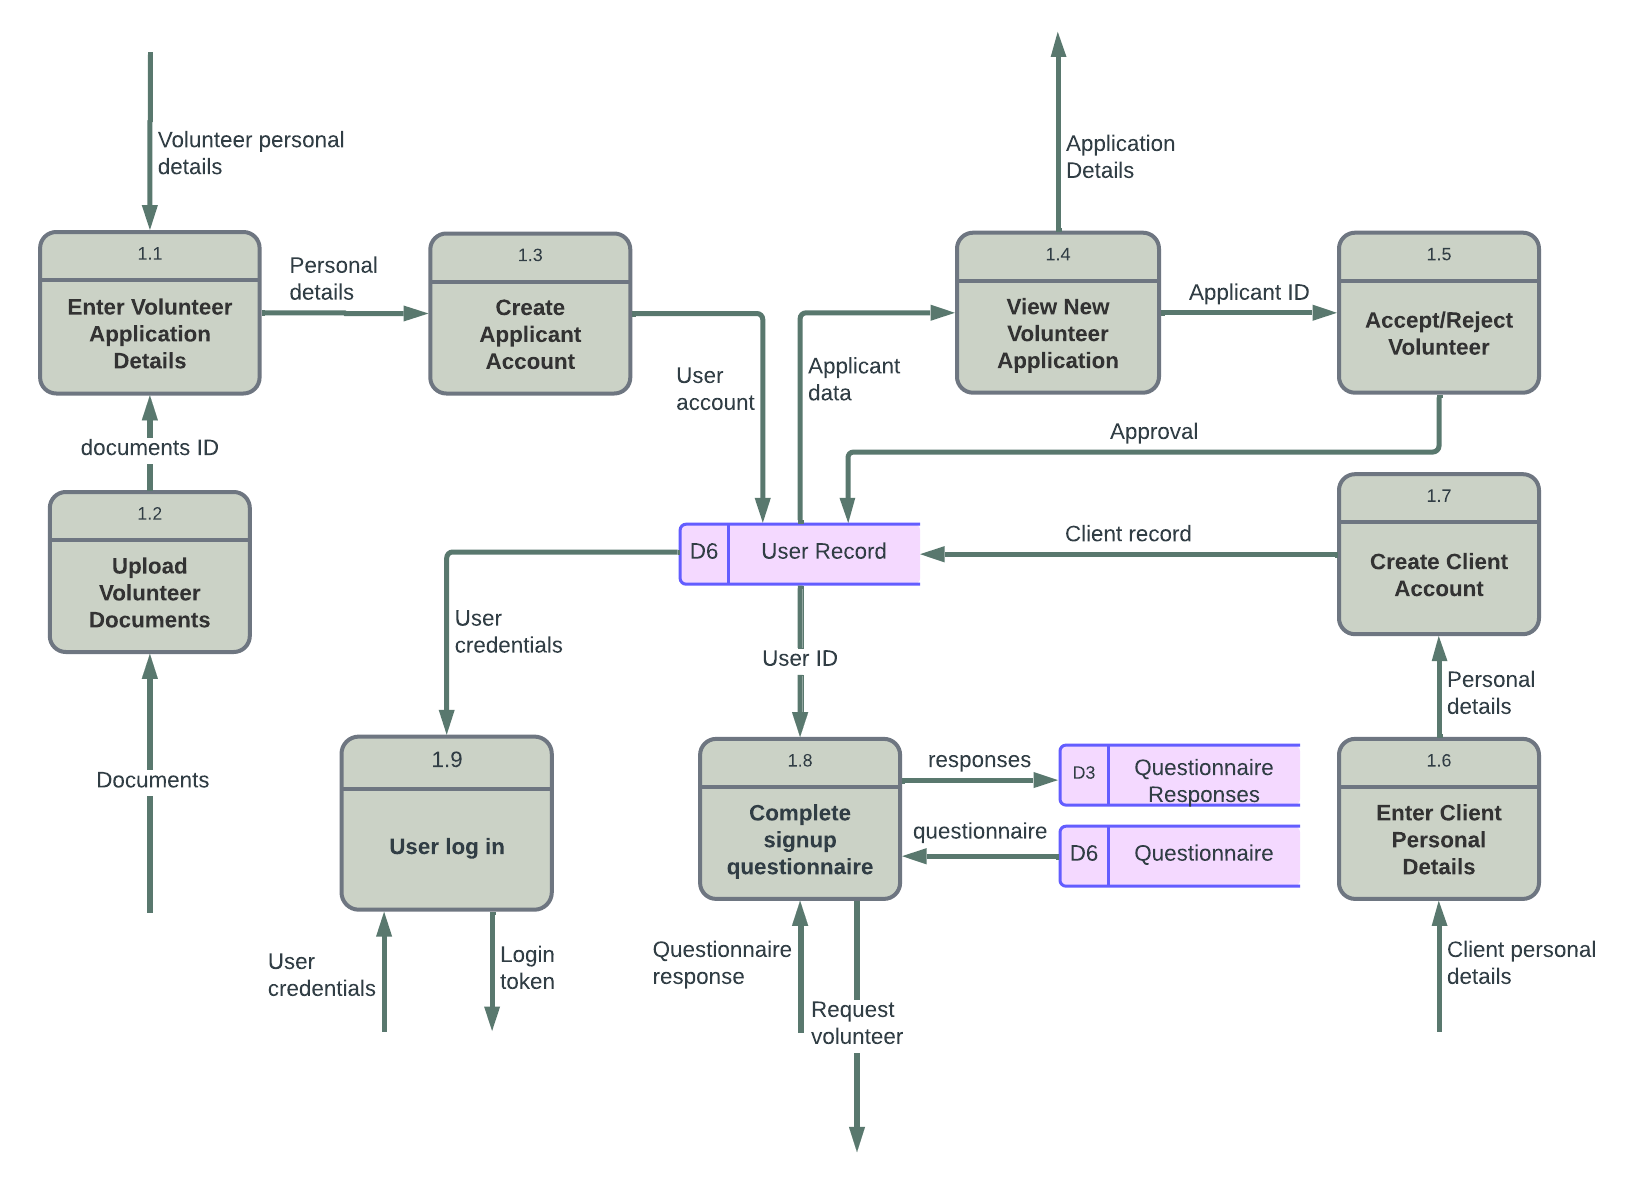 Volunteer personal
details
Application
Details
1.1
Enter Volunteer
Application
Details
Personal
details
1.3
Create
Applicant
Account
1.4
View New
Volunteer
Application
Applicant ID
1.5
Accept/Reject
Volunteer
User
account
Applicant
data
Approval
documents ID
1.2
Upload
Volunteer
Documents
D6
User Record
Client record
1.7
Create Client
Account
User
credentials
User ID
Personal
details
Documents
1.9
User log in
1.8
Complete
signup
questionnaire
responses
D3
Questionnaire
Responses
questionnaire
D6
Questionnaire
1.6
Enter Client
Personal
Details
User
credentials
Login
token
Questionnaire
response
Request
volunteer
Client personal
details